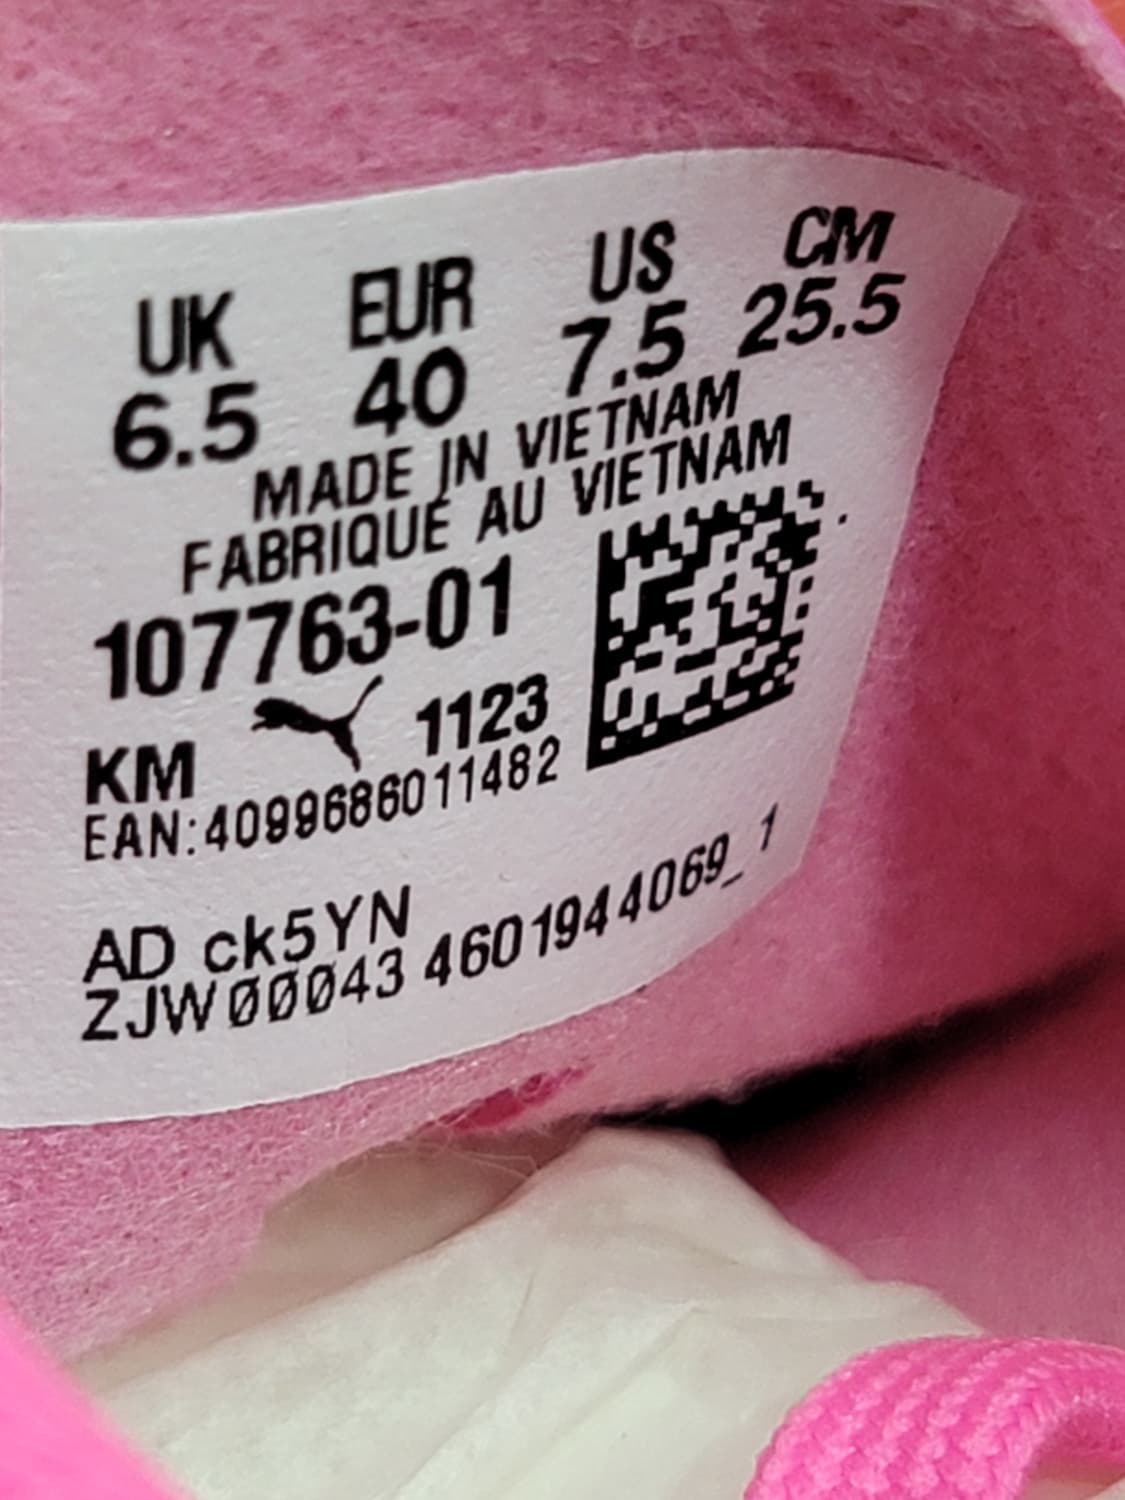 UK EUR US CM
6.5 40 7.5 25.5
MADE IN VIETNAM
FABRIQUÉ AU VIETNAM
107763-01
KM 1123
EAN:4099686011482
AD ck5YN
ZJW00043 4601944069_1